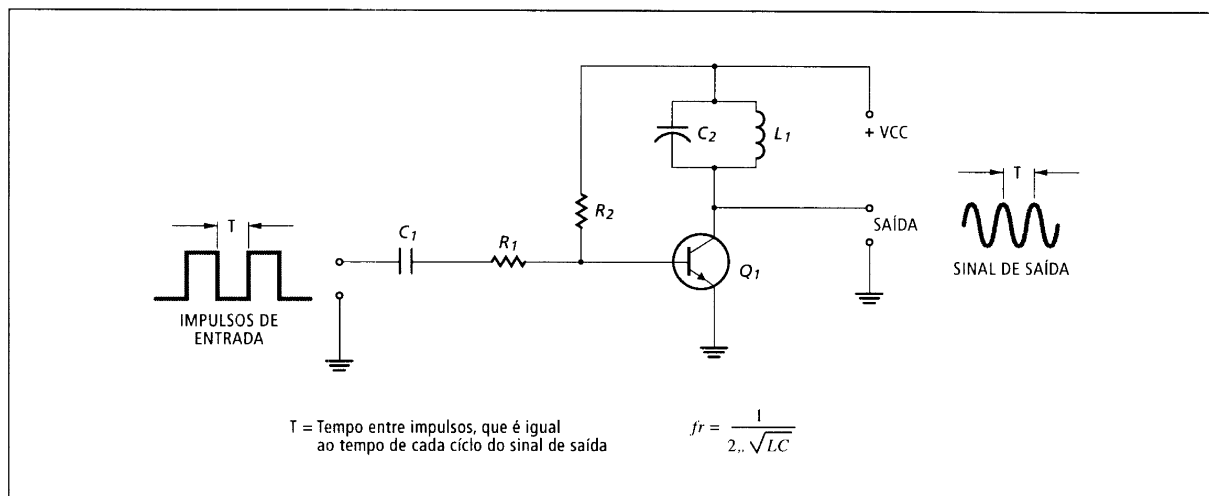 T
IMPULSOS DE
ENTRADA
C1
R1
R2
C2
L1
+ VCC
SAÍDA
Q1
T
SINAL DE SAÍDA
T = Tempo entre impulsos, que é igual
ao tempo de cada cíclo do sinal de saída
fr = 1 / 2,, √LC